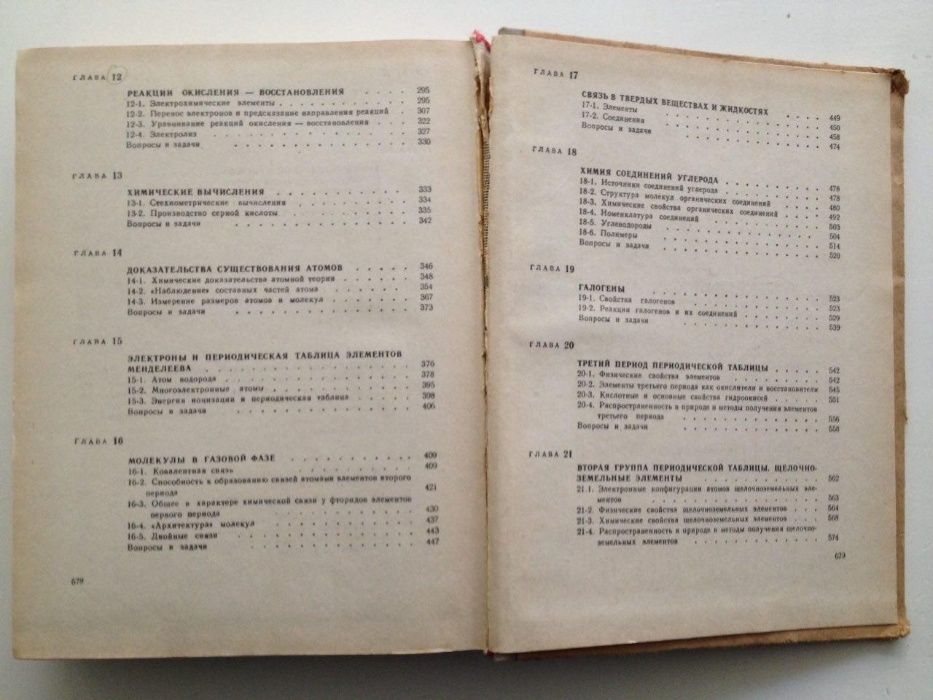 ГЛАВА 12
РЕАКЦИИ ОКИСЛЕНИЯ — ВОССТАНОВЛЕНИЯ . . . . 295
12-1. Электрохимические элементы . . . . . . . . . . . 295
12-2. Перенос электронов и предсказание направления реакций . 307
12-3. Уравнивание реакций окисления — восстановления . . . 322
12-4. Электролиз . . . . . . . . . . . . . . . 327
Вопросы и задачи . . . . . . . . . . . . . . 330
ГЛАВА 13
ХИМИЧЕСКИЕ ВЫЧИСЛЕНИЯ . . . . . . . . . . 333
13-1. Стехиометрические вычисления . . . . . . . . . . 334
13-2. Производство серной кислоты . . . . . . . . . . 335
Вопросы и задачи . . . . . . . . . . . . . 342
ГЛАВА 14
ДОКАЗАТЕЛЬСТВА СУЩЕСТВОВАНИЯ АТОМОВ . . . . . 346
14-1. Химические доказательства атомной теории . . . . . . 348
14-2. «Наблюдение» составных частей атома . . . . . . . 354
14-3. Измерение размеров атомов и молекул . . . . . . . 367
Вопросы и задачи . . . . . . . . . . . . . 373
ГЛАВА 15
ЭЛЕКТРОНЫ И ПЕРИОДИЧЕСКАЯ ТАБЛИЦА ЭЛЕМЕНТОВ
МЕНДЕЛЕЕВА . . . . . . . . . . . . . . . 376
15-1. Атом водорода . . . . . . . . . . . . . . 378
15-2. Многоэлектронные атомы . . . . . . . . . . . 395
15-3. Энергия ионизации и периодическая таблица . . . . . 398
Вопросы и задачи . . . . . . . . . . . . . 406
ГЛАВА 16
МОЛЕКУЛЫ В ГАЗОВОЙ ФАЗЕ . . . . . . . . . 409
16-1. Ковалентная связь . . . . . . . . . . . . . 409
16-2. Способность к образованию связей атомами элементов второго
периода . . . . . . . . . . . . . . . . 421
16-3. Общее в характере химической связи у фторидов элементов
первого периода . . . . . . . . . . . . . 430
16-4. «Архитектура» молекул . . . . . . . . . . . 437
16-5. Двойные связи . . . . . . . . . . . . . . 443
Вопросы и задачи . . . . . . . . . . . . . 447
679
ГЛАВА 17
СВЯЗЬ В ТВЕРДЫХ ВЕЩЕСТВАХ И ЖИДКОСТЯХ . . . . 449
17-1. Элементы . . . . . . . . . . . . . . . 450
17-2. Соединения . . . . . . . . . . . . . . . 458
Вопросы и задачи . . . . . . . . . . . . . 474
ГЛАВА 18
ХИМИЯ СОЕДИНЕНИЙ УГЛЕРОДА . . . . . . . . . 476
18-1. Источники соединений углерода . . . . . . . . . 478
18-2. Структура молекул органических соединений . . . . . 480
18-3. Химические свойства органических соединений . . . . 492
18-4. Номенклатура соединений . . . . . . . . . . . 503
18-5. Углеводороды . . . . . . . . . . . . . . 504
18-6. Полимеры . . . . . . . . . . . . . . . 514
Вопросы и задачи . . . . . . . . . . . . . 520
ГЛАВА 19
ГАЛОГЕНЫ . . . . . . . . . . . . . . . 523
19-1. Свойства галогенов . . . . . . . . . . . . . 523
19-2. Реакции галогенов и их соединений . . . . . . . . 529
Вопросы и задачи . . . . . . . . . . . . . 539
ГЛАВА 20
ТРЕТИЙ ПЕРИОД ПЕРИОДИЧЕСКОЙ ТАБЛИЦЫ . . . . . 542
20-1. Физические свойства элементов . . . . . . . . . 542
20-2. Элементы третьего периода как окислители и восстановители 545
20-3. Кислотные и основные свойства гидроокисей . . . . . 551
20-4. Распространенность в природе и методы получения элементов
третьего периода . . . . . . . . . . . . . 556
Вопросы и задачи . . . . . . . . . . . . . 558
ГЛАВА 21
ВТОРАЯ ГРУППА ПЕРИОДИЧЕСКОЙ ТАБЛИЦЫ. ЩЕЛОЧНО-
ЗЕМЕЛЬНЫЕ ЭЛЕМЕНТЫ . . . . . . . . . . . . 562
21.1. Электронные конфигурации атомов щелочноземельных эле-
ментов . . . . . . . . . . . . . . . . 563
21-2. Физические свойства щелочноземельных элементов . . . 564
21-3. Химические свойства щелочноземельных элементов . . . 568
21-4. Распространенность в природе и методы получения щелочно-
земельных элементов . . . . . . . . . . . . 574
679